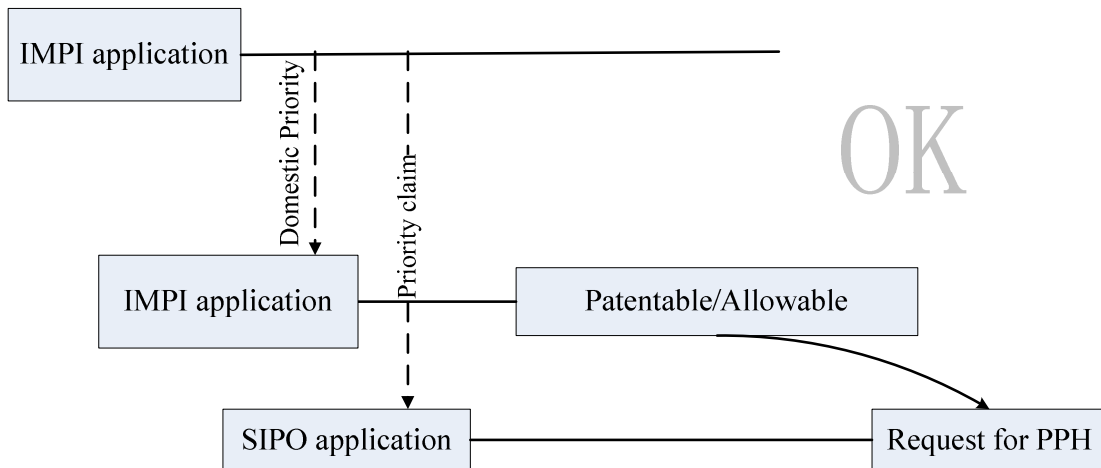 IMPI application
Domestic Priority
Priority claim
OK
IMPI application
Patentable/Allowable
SIPO application
Request for PPH